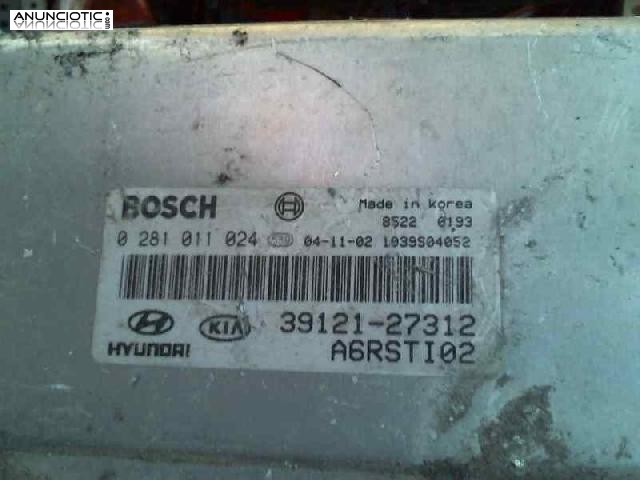 ANUNCIOTIC.es
BOSCH
Made in Korea
8522 0193
0 281 011 024
04-11-02 1039S04052
HYUNDAI
KIA
39121-27312
A6RSTI02